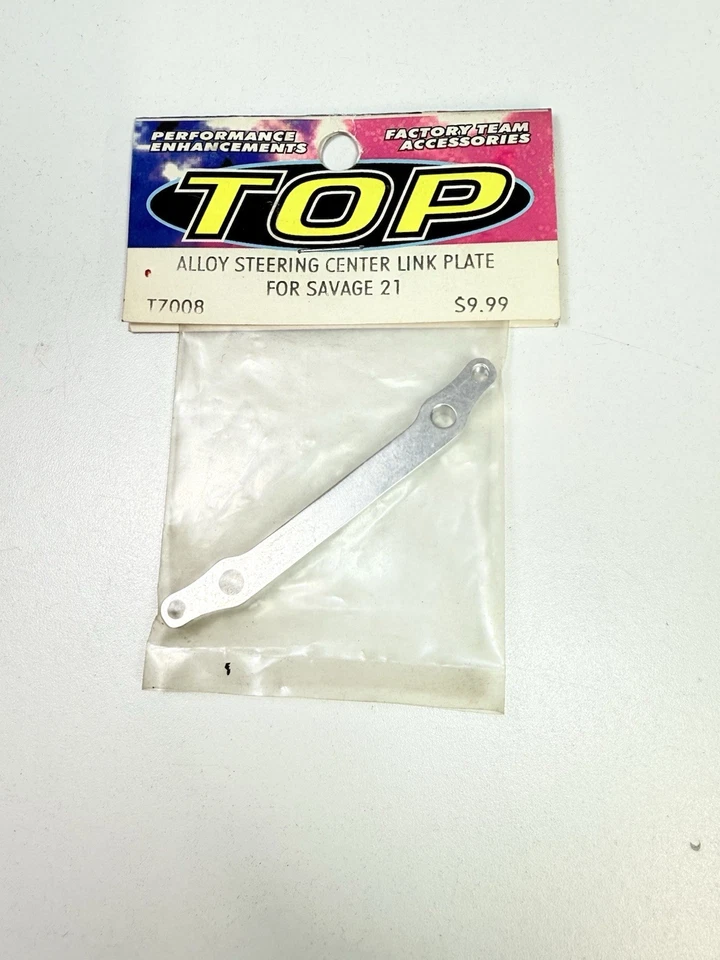 PERFORMANCE FACTORY TEAM
ENHANCEMENTS ACCESSORIES
TOP
ALLOY STEERING CENTER LINK PLATE
FOR SAVAGE 21
T7008 $9.99